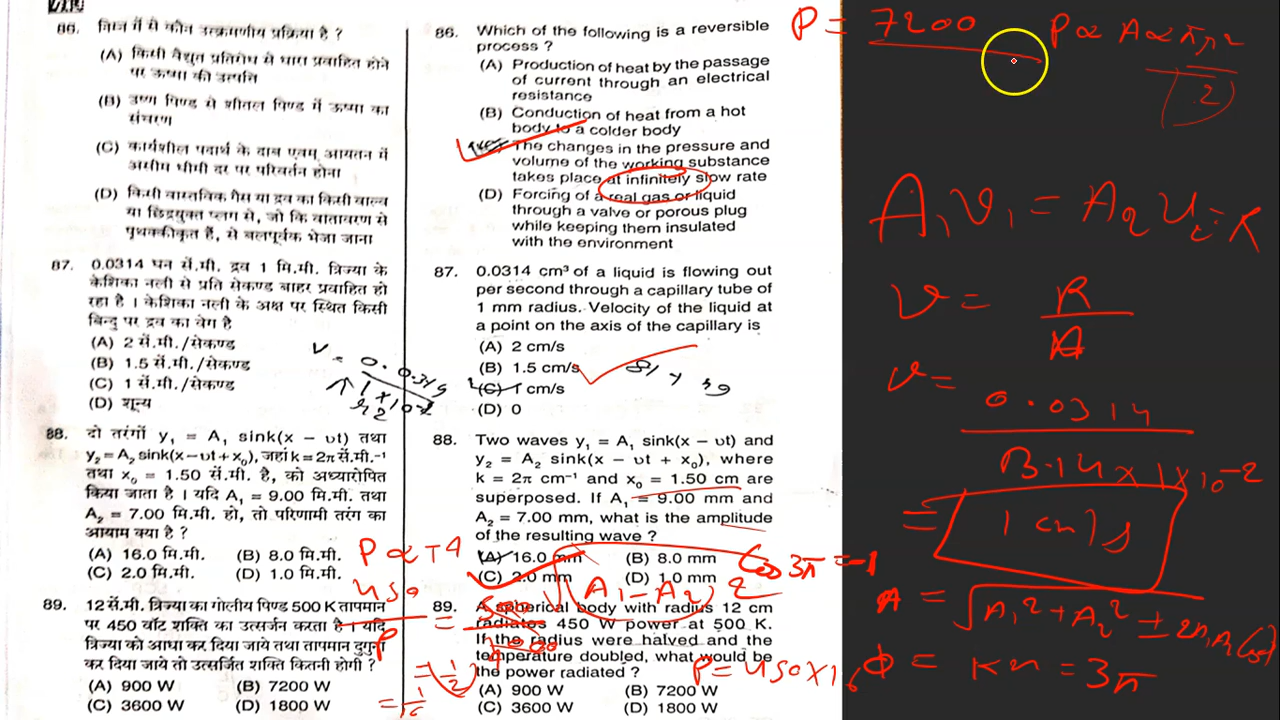 86. निम्न में से कौन उत्क्रमणीय प्रक्रिया है ?
(A) किसी वैद्युत प्रतिरोध से धारा प्रवाहित होने
पर ऊष्मा की उत्पत्ति
(B) उष्ण पिण्ड से शीतल पिण्ड में ऊष्मा का
संचरण
(C) कार्यशील पदार्थ के दाब एवम् आयतन में
असीम धीमी दर पर परिवर्तन होना
(D) किसी वास्तविक गैस या द्रव का किसी वाल्व
या छिद्रयुक्त प्लग से, जो कि वातावरण से
पृथक्कीकृत हैं, से बलपूर्वक भेजा जाना
87. 0.0314 घन सें.मी. द्रव 1 मि.मी. त्रिज्या के
केशिका नली से प्रति सेकण्ड बाहर प्रवाहित हो
रहा है । केशिका नली के अक्ष पर स्थित किसी
बिन्दु पर द्रव का वेग है
(A) 2 सें.मी./सेकण्ड
(B) 1.5 सें.मी./सेकण्ड
(C) 1 सें.मी./सेकण्ड
(D) शून्य
88. दो तरंगों y₁ = A₁ sink(x – υt) तथा
y₂= A₂ sink(x–υt+x₀), जहां k=2π सें.मी.⁻¹
तथा x₀ = 1.50 सें.मी. है, को अध्यारोपित
किया जाता है । यदि A₁ = 9.00 मि.मी. तथा
A₂ = 7.00 मि.मी. हो, तो परिणामी तरंग का
आयाम क्या है ?
(A) 16.0 मि.मी. (B) 8.0 मि.मी.
(C) 2.0 मि.मी. (D) 1.0 मि.मी.
89. 12 सें.मी. त्रिज्या का गोलीय पिण्ड 500 K तापमान
पर 450 वॉट शक्ति का उत्सर्जन करता है । यदि
त्रिज्या को आधा कर दिया जाये तथा तापमान दुगुना
कर दिया जाये तो उत्सर्जित शक्ति कितनी होगी ?
(A) 900 W (B) 7200 W
(C) 3600 W (D) 1800 W
86. Which of the following is a reversible
process ?
(A) Production of heat by the passage
of current through an electrical
resistance
(B) Conduction of heat from a hot
body to a colder body
The changes in the pressure and
volume of the working substance
takes place at infinitely slow rate
(D) Forcing of a real gas or liquid
through a valve or porous plug
while keeping them insulated
with the environment
87. 0.0314 cm³ of a liquid is flowing out
per second through a capillary tube of
1 mm radius. Velocity of the liquid at
a point on the axis of the capillary is
(A) 2 cm/s
(B) 1.5 cm/s
(C) 1 cm/s
(D) 0
88. Two waves y₁ = A₁ sink(x – υt) and
y₂ = A₂ sink(x – υt + x₀), where
k = 2π cm⁻¹ and x₀ = 1.50 cm are
superposed. If A₁ = 9.00 mm and
A₂ = 7.00 mm, what is the amplitude
of the resulting wave ?
(A) 16.0 mm (B) 8.0 mm
(C) 2.0 mm (D) 1.0 mm
89. A spherical body with radius 12 cm
radiates 450 W power at 500 K.
If the radius were halved and the
temperature doubled, what would be
the power radiated ?
(A) 900 W (B) 7200 W
(C) 3600 W (D) 1800 W
P ∝ T4
450
P
(A₁ – A₂) 2
Cos 3π = –1
P = 450 × 16
P = 7200
P ∝ A ∝ πr²
A₁ v₁ = A₂ v₂ = R
v = R
A
v = 0.0314
3.14 × 1 × 10⁻²
= 1 cm/s
A = √A₁² + A₂² ± 2A₁A₂ Cos
φ = Kx = 3π